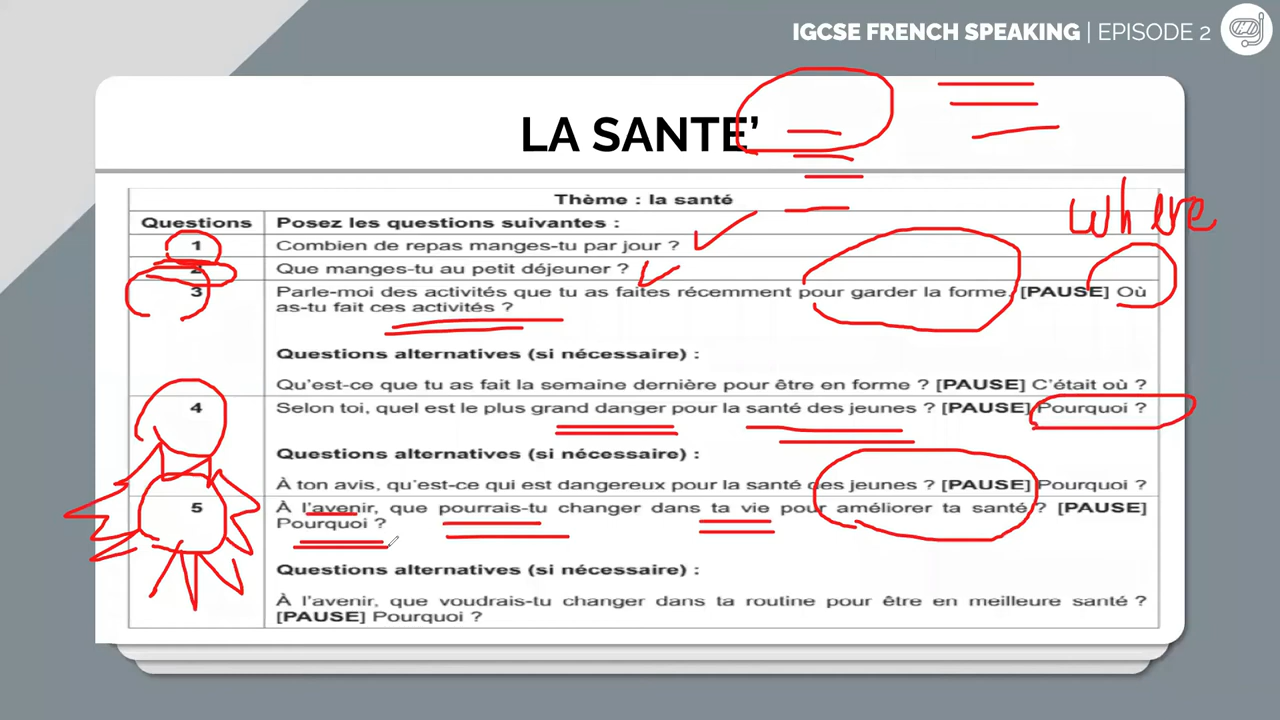 IGCSE FRENCH SPEAKING | EPISODE 2
LA SANTE’
Thème : la santé
Questions Posez les questions suivantes :
where
1 Combien de repas manges-tu par jour ?
2 Que manges-tu au petit déjeuner ?
3 Parle-moi des activités que tu as faites récemment pour garder la forme. [PAUSE] Où
as-tu fait ces activités ?
Questions alternatives (si nécessaire) :
Qu’est-ce que tu as fait la semaine dernière pour être en forme ? [PAUSE] C’était où ?
4 Selon toi, quel est le plus grand danger pour la santé des jeunes ? [PAUSE] Pourquoi ?
Questions alternatives (si nécessaire) :
À ton avis, qu’est-ce qui est dangereux pour la santé des jeunes ? [PAUSE] Pourquoi ?
5 À l’avenir, que pourrais-tu changer dans ta vie pour améliorer ta santé ? [PAUSE]
Pourquoi ?
Questions alternatives (si nécessaire) :
À l’avenir, que voudrais-tu changer dans ta routine pour être en meilleure santé ?
[PAUSE] Pourquoi ?